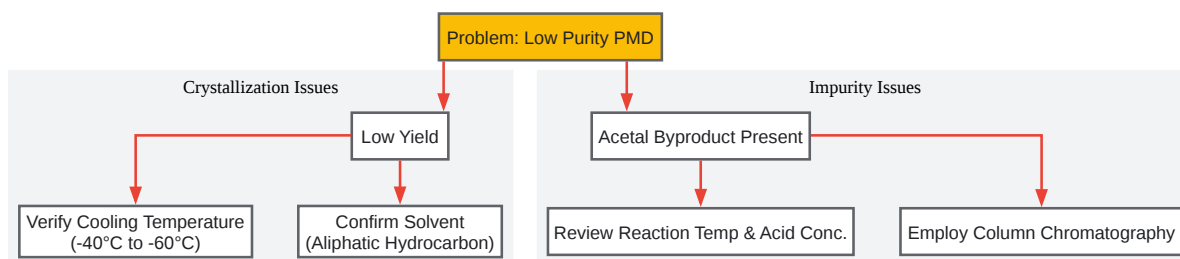 Problem: Low Purity PMD
Crystallization Issues
Impurity Issues
Low Yield
Acetal Byproduct Present
Verify Cooling Temperature
(-40°C to -60°C)
Confirm Solvent
(Aliphatic Hydrocarbon)
Review Reaction Temp & Acid Conc.
Employ Column Chromatography